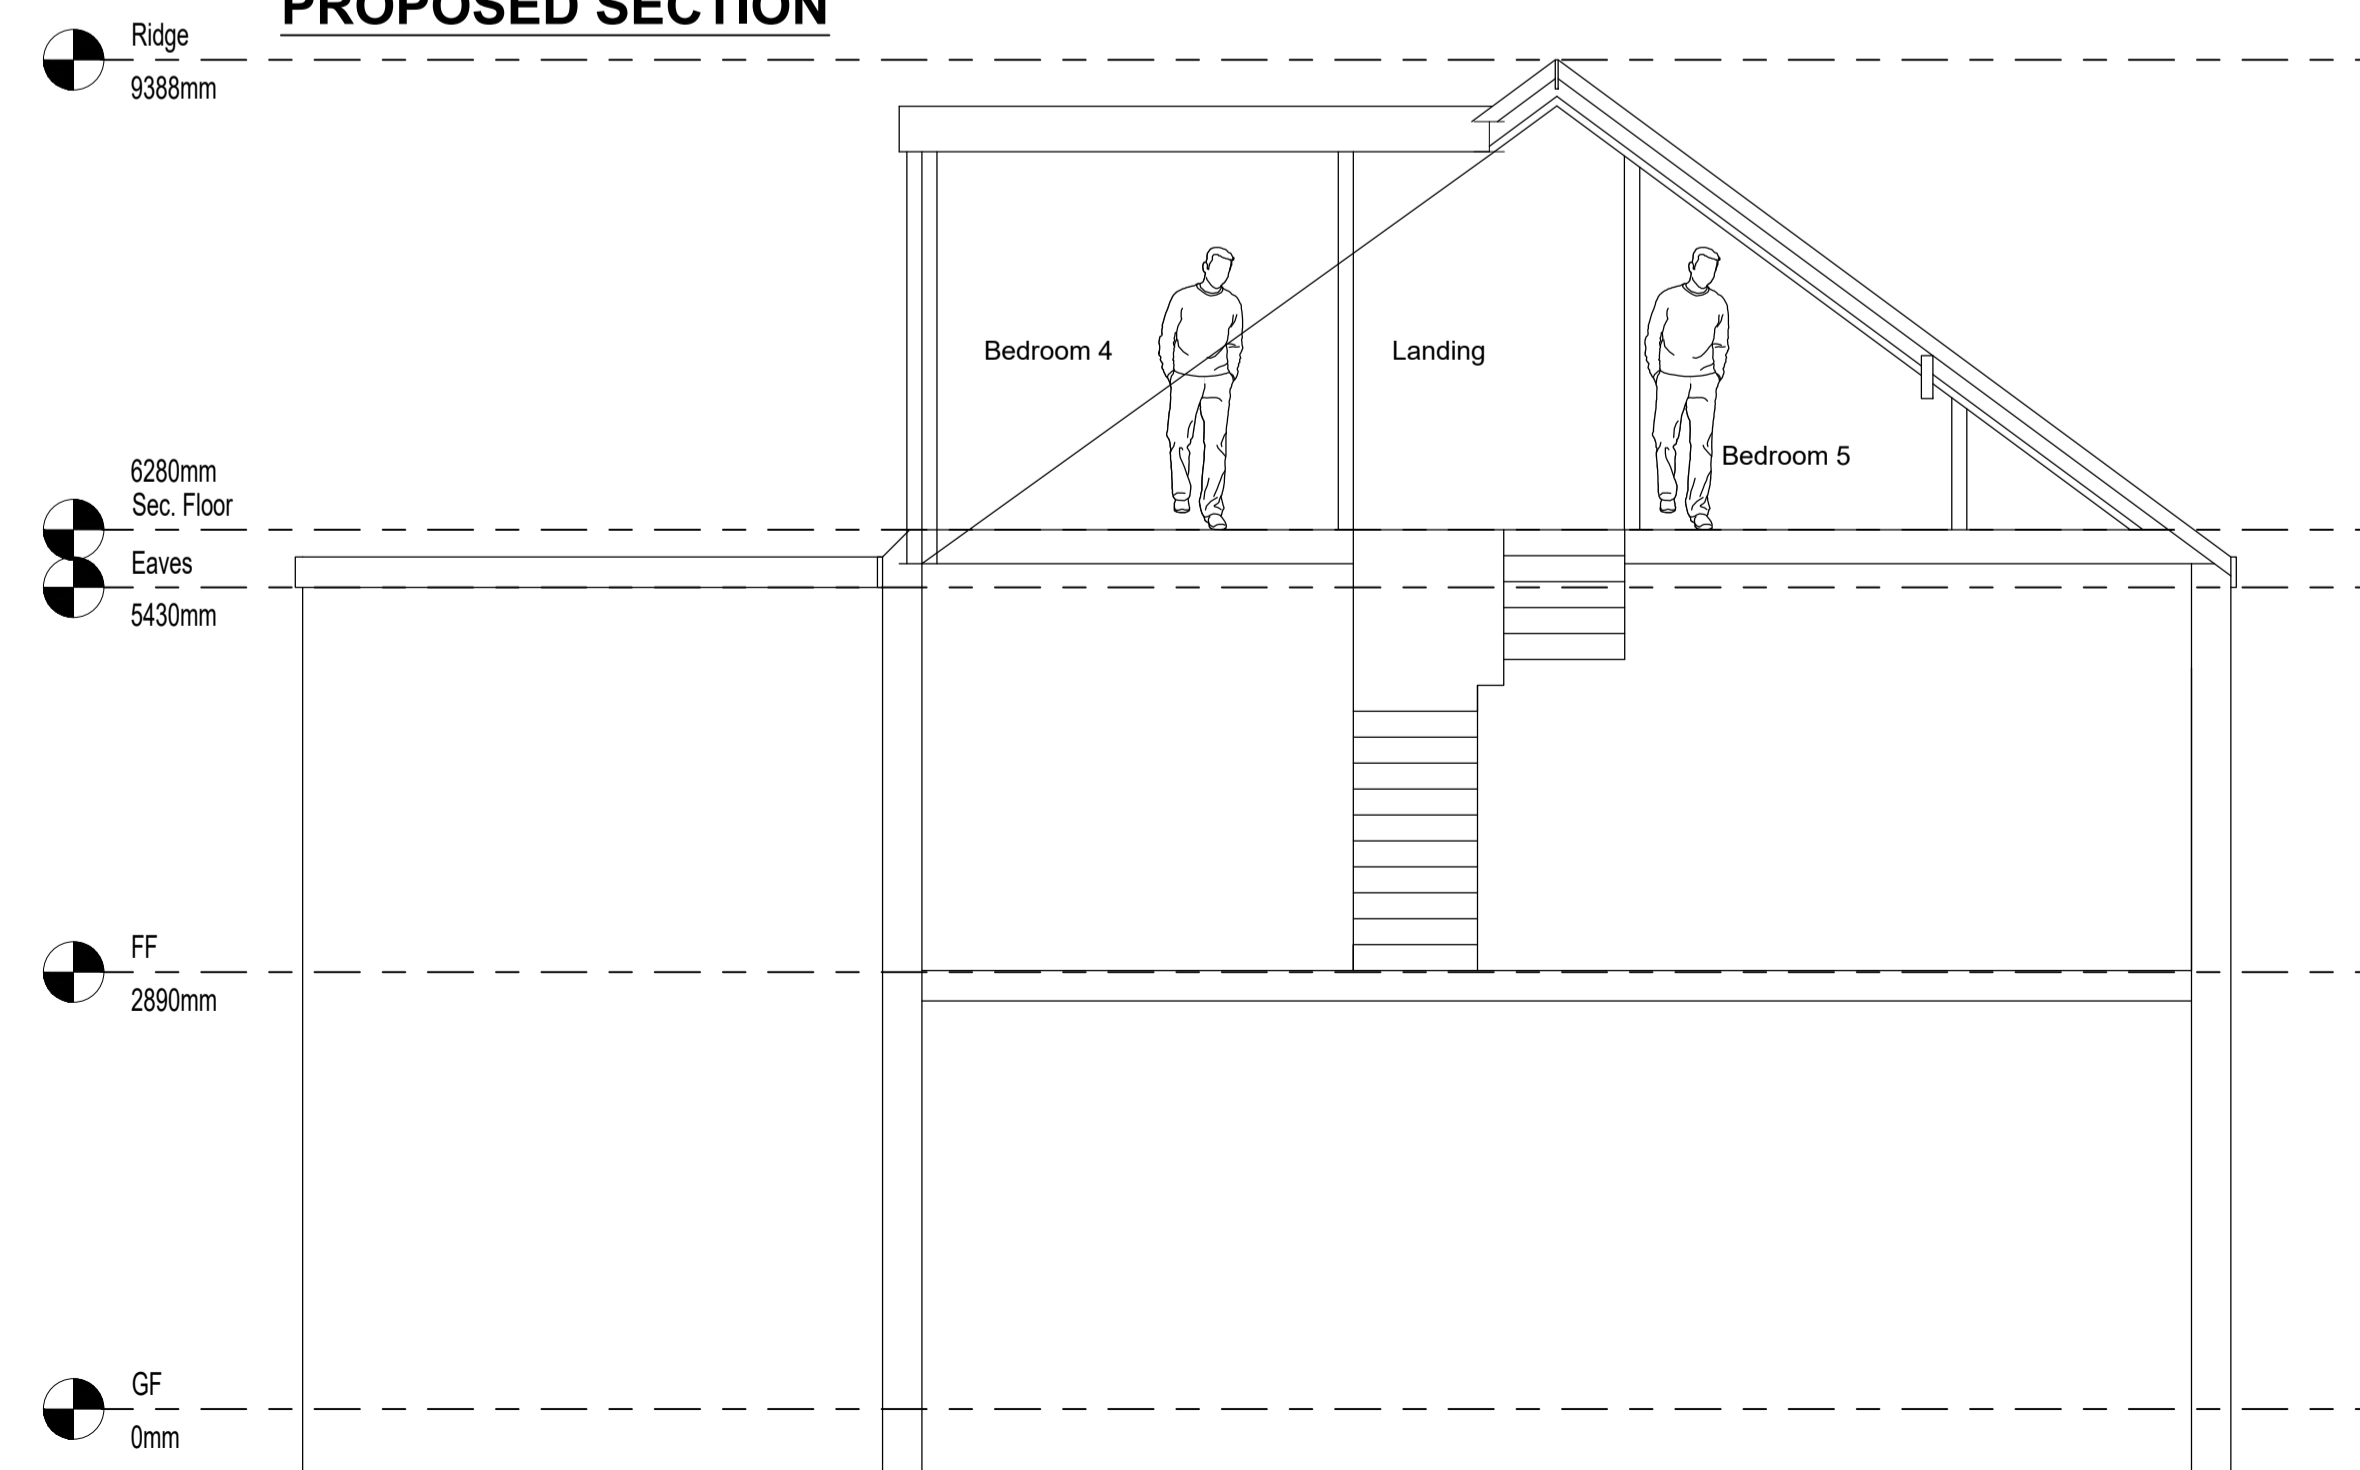 PROPOSED SECTION
Ridge
9388mm
Bedroom 4
Landing
Bedroom 5
6280mm
Sec. Floor
Eaves
5430mm
FF
2890mm
GF
0mm